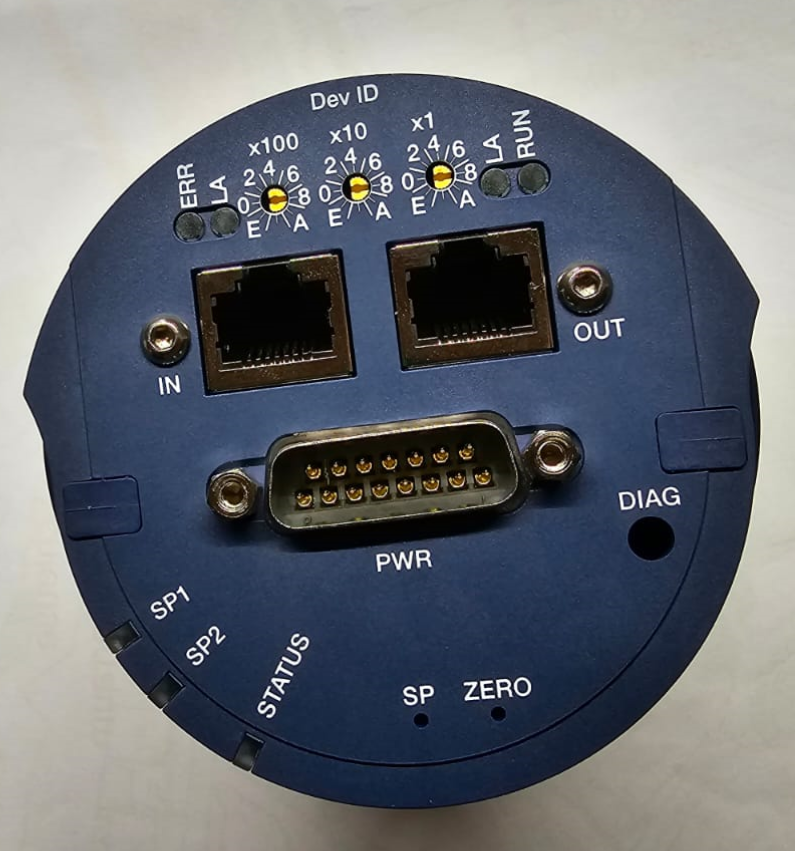 Dev ID
x100 x10 x1
ERR LA LA RUN
0 2 4 6 8 A E
0 2 4 6 8 A E
0 2 4 6 8 A E
IN
OUT
PWR
DIAG
SP1
SP2
STATUS
SP ZERO